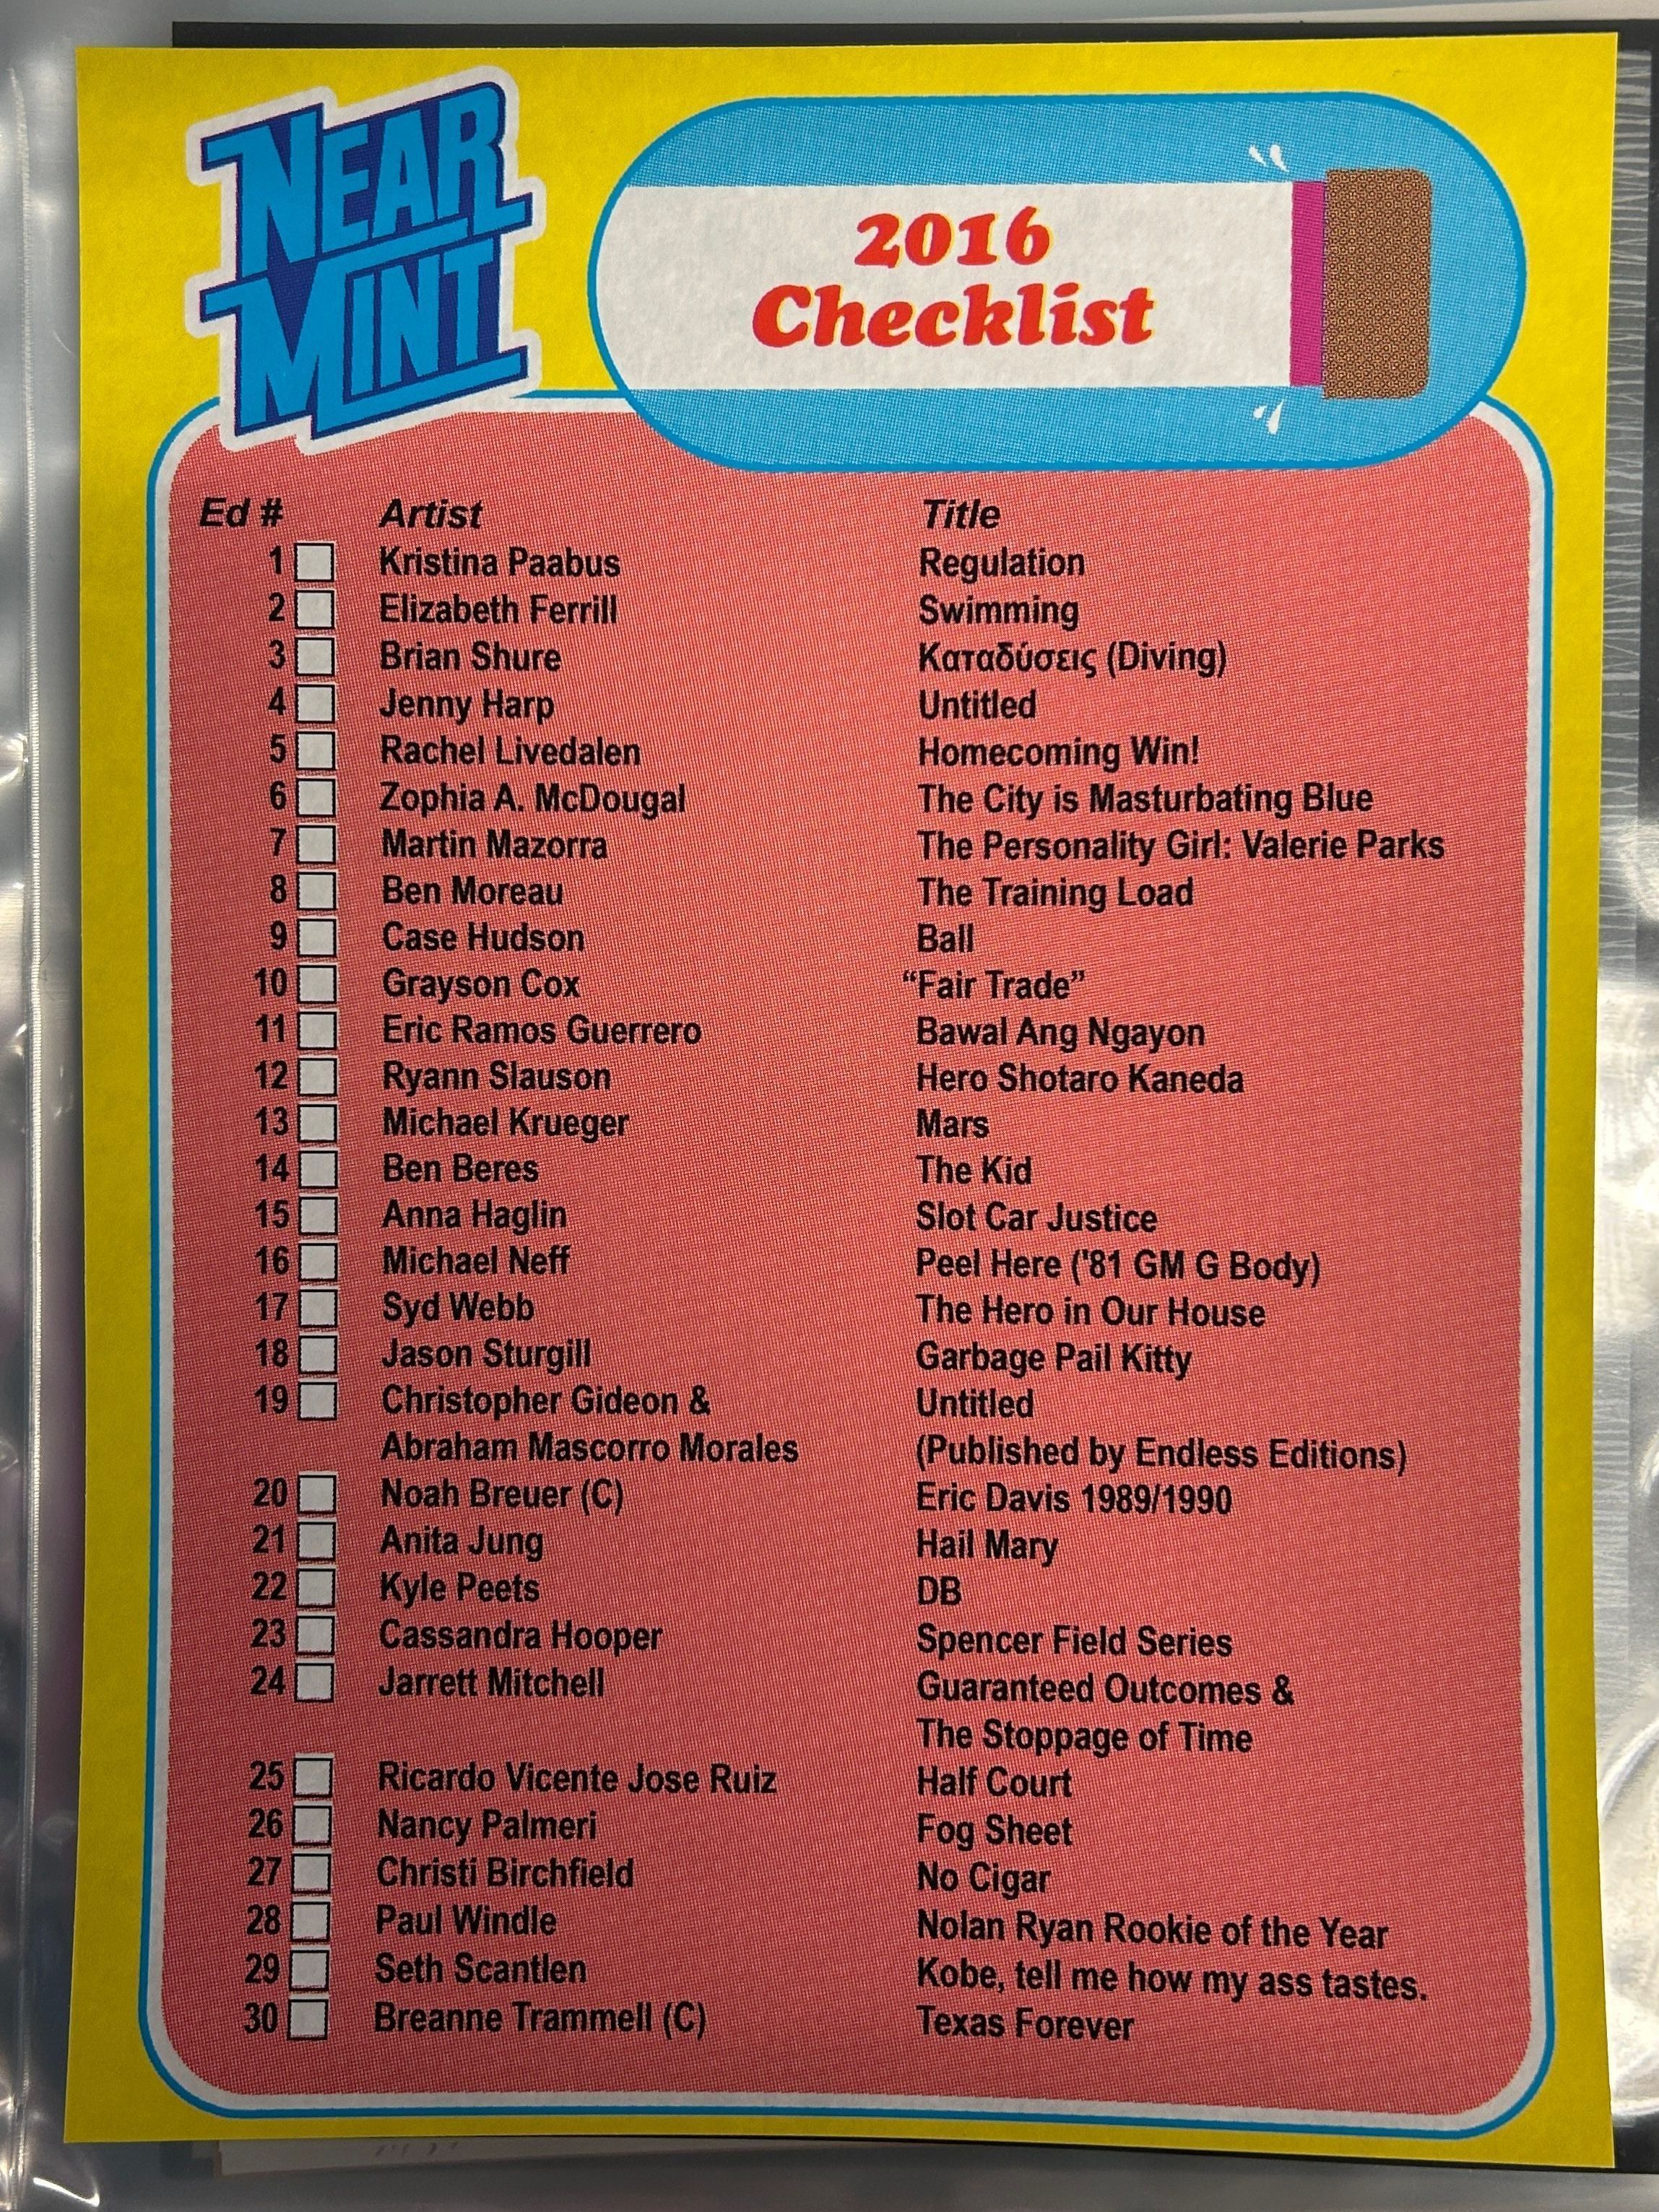 NEAR
MINT
2016
Checklist
Ed # Artist Title
1 Kristina Paabus Regulation
2 Elizabeth Ferrill Swimming
3 Brian Shure Καταδύσεις (Diving)
4 Jenny Harp Untitled
5 Rachel Livedalen Homecoming Win!
6 Zophia A. McDougal The City is Masturbating Blue
7 Martin Mazorra The Personality Girl: Valerie Parks
8 Ben Moreau The Training Load
9 Case Hudson Ball
10 Grayson Cox “Fair Trade”
11 Eric Ramos Guerrero Bawal Ang Ngayon
12 Ryann Slauson Hero Shotaro Kaneda
13 Michael Krueger Mars
14 Ben Beres The Kid
15 Anna Haglin Slot Car Justice
16 Michael Neff Peel Here ('81 GM G Body)
17 Syd Webb The Hero in Our House
18 Jason Sturgill Garbage Pail Kitty
19 Christopher Gideon & Untitled
Abraham Mascorro Morales (Published by Endless Editions)
20 Noah Breuer (C) Eric Davis 1989/1990
21 Anita Jung Hail Mary
22 Kyle Peets DB
23 Cassandra Hooper Spencer Field Series
24 Jarrett Mitchell Guaranteed Outcomes &
The Stoppage of Time
25 Ricardo Vicente Jose Ruiz Half Court
26 Nancy Palmeri Fog Sheet
27 Christi Birchfield No Cigar
28 Paul Windle Nolan Ryan Rookie of the Year
29 Seth Scantlen Kobe, tell me how my ass tastes.
30 Breanne Trammell (C) Texas Forever